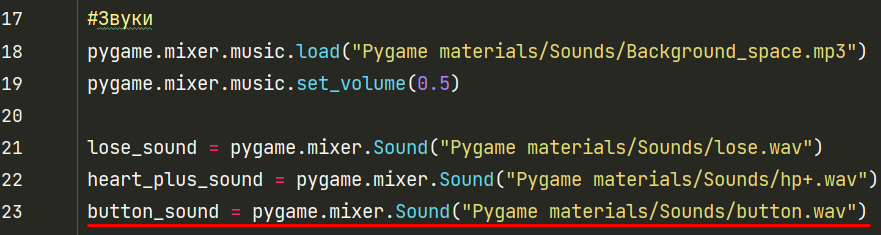 17 #Звуки
18 pygame.mixer.music.load("Pygame materials/Sounds/Background_space.mp3")
19 pygame.mixer.music.set_volume(0.5)
20
21 lose_sound = pygame.mixer.Sound("Pygame materials/Sounds/lose.wav")
22 heart_plus_sound = pygame.mixer.Sound("Pygame materials/Sounds/hp+.wav")
23 button_sound = pygame.mixer.Sound("Pygame materials/Sounds/button.wav")